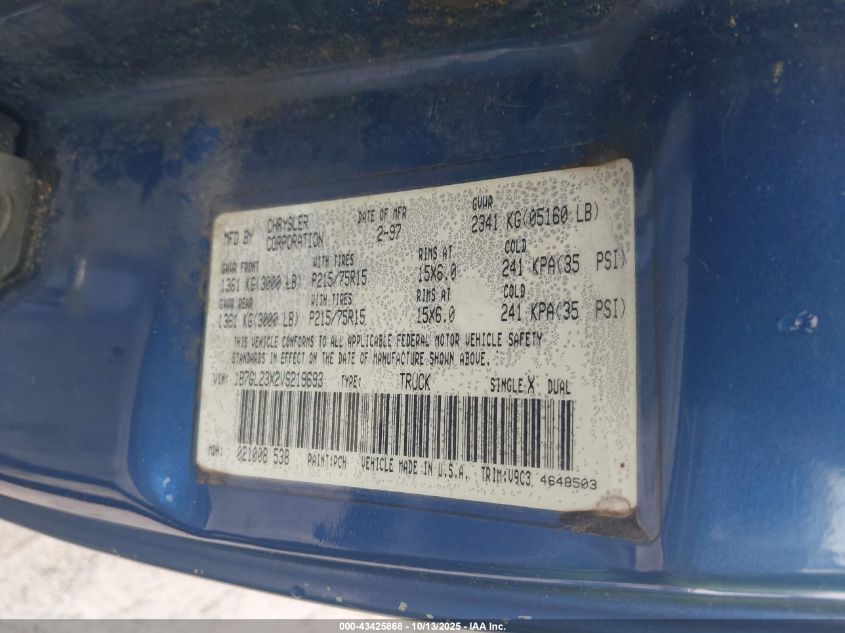 MFD BY CHRYSLER CORPORATION DATE OF MFR 2-97 GVWR 2341 KG(05160 LB)
GAWR FRONT WITH TIRES RIMS AT COLD
1361 KG(3000 LB) P215/75R15 15X6.0 241 KPA(35 PSI)
GAWR REAR WITH TIRES RIMS AT COLD
1361 KG(3000 LB) P215/75R15 15X6.0 241 KPA(35 PSI)
THIS VEHICLE CONFORMS TO ALL APPLICABLE FEDERAL MOTOR VEHICLE SAFETY
STANDARDS IN EFFECT ON THE DATE OF MANUFACTURE SHOWN ABOVE.
VIN: 1B7GL23X2VS219693 TYPE: TRUCK SINGLE X DUAL
MDH: 021008 538 PAINT:PCH VEHICLE MADE IN U.S.A. TRIM:V9C3 4648503
000-43425868 - 10/13/2025 - IAA Inc.